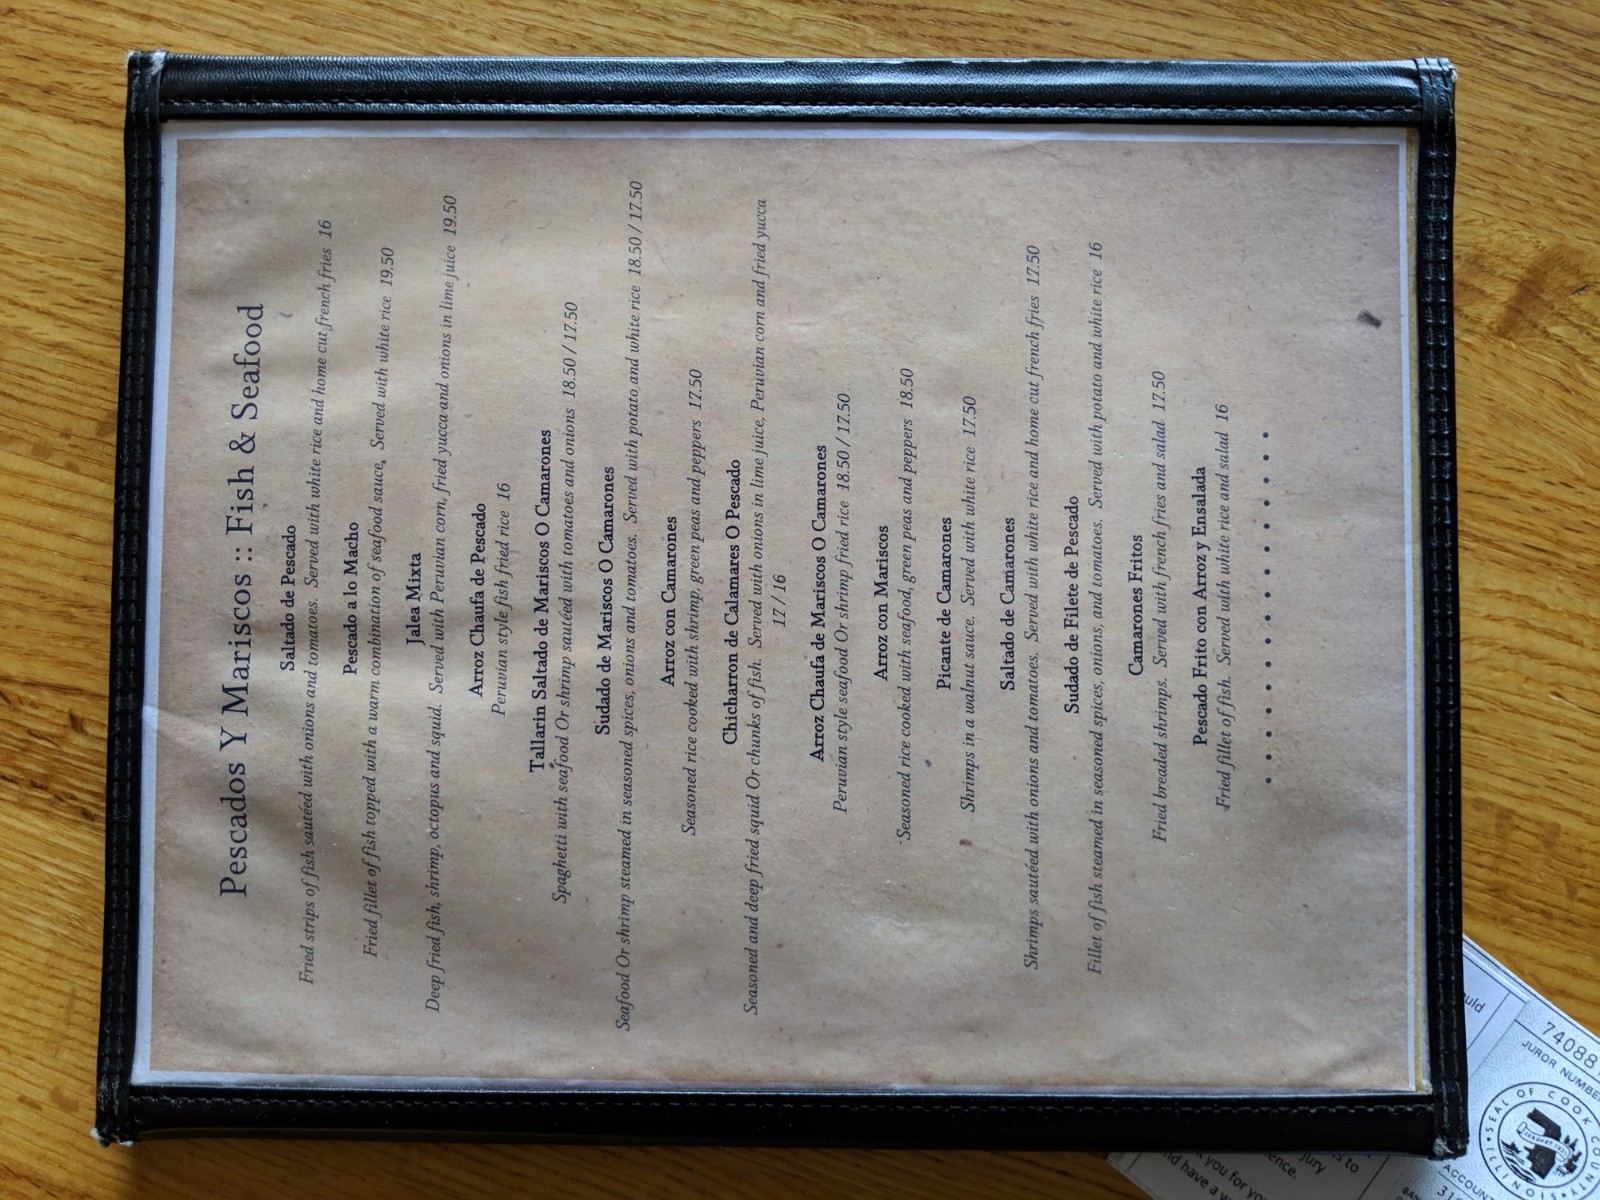 Pescados Y Mariscos :: Fish & Seafood
Saltado de Pescado
Fried strips of fish sautéed with onions and tomatoes. Served with white rice and home cut french fries 16
Pescado a lo Macho
Fried fillet of fish topped with a warm combination of seafood sauce, Served with white rice 19.50
Jalea Mixta
Deep fried fish, shrimp, octopus and squid. Served with Peruvian corn, fried yucca and onions in lime juice 19.50
Arroz Chaufa de Pescado
Peruvian style fish fried rice 16
Tallarin Saltado de Mariscos O Camarones
Spaghetti with seafood Or shrimp sautéed with tomatoes and onions 18.50 / 17.50
Sudado de Mariscos O Camarones
Seafood Or shrimp steamed in seasoned spices, onions and tomatoes. Served with potato and white rice 18.50 / 17.50
Arroz con Camarones
Seasoned rice cooked with shrimp, green peas and peppers 17.50
Chicharron de Calamares O Pescado
Seasoned and deep fried squid Or chunks of fish. Served with onions in lime juice, Peruvian corn and fried yucca
17 / 16
Arroz Chaufa de Mariscos O Camarones
Peruvian style seafood Or shrimp fried rice 18.50 / 17.50
Arroz con Mariscos
Seasoned rice cooked with seafood, green peas and peppers 18.50
Picante de Camarones
Shrimps in a walnut sauce. Served with white rice 17.50
Saltado de Camarones
Shrimps sautéed with onions and tomatoes. Served with white rice and home cut french fries 17.50
Sudado de Filete de Pescado
Fillet of fish steamed in seasoned spices, onions, and tomatoes. Served with potato and white rice 16
Camarones Fritos
Fried breaded shrimps. Served with french fries and salad 17.50
Pescado Frito con Arroz y Ensalada
Fried fillet of fish. Served with white rice and salad 16
74088
JUROR NUMBE
SEAL OF COOK COUNTY ILLINOIS
ACCOUN
you for yo
jury
nd have a